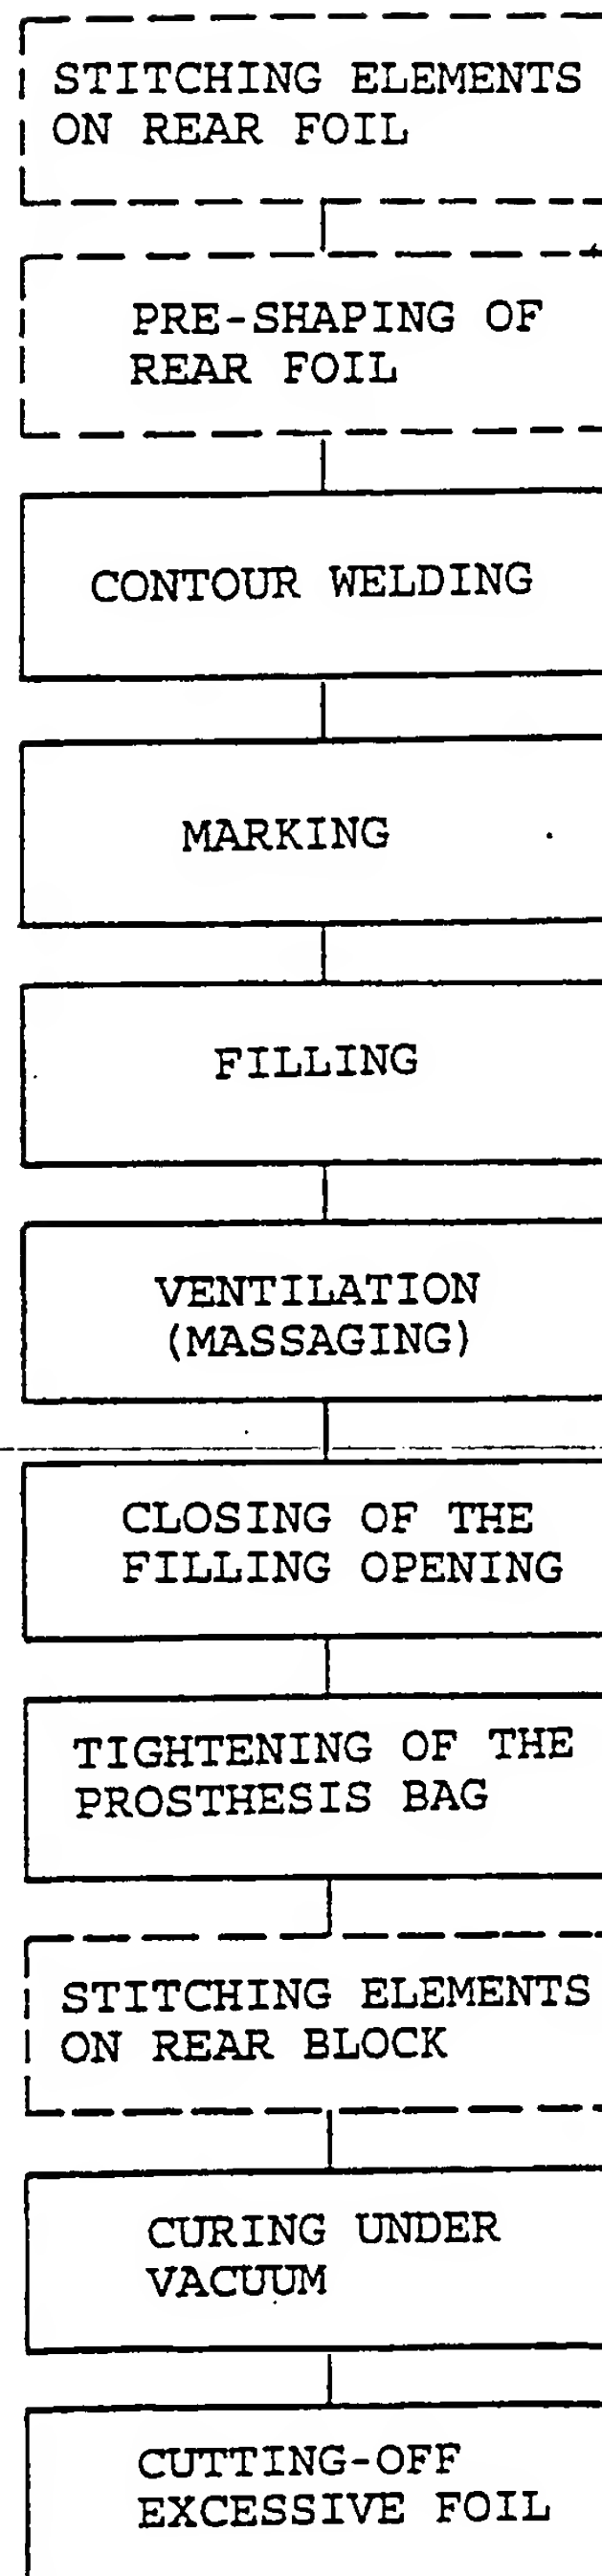 STITCHING ELEMENTS
ON REAR FOIL
PRE-SHAPING OF
REAR FOIL
CONTOUR WELDING
MARKING
FILLING
VENTILATION
(MASSAGING)
CLOSING OF THE
FILLING OPENING
TIGHTENING OF THE
PROSTHESIS BAG
STITCHING ELEMENTS
ON REAR BLOCK
CURING UNDER
VACUUM
CUTTING-OFF
EXCESSIVE FOIL